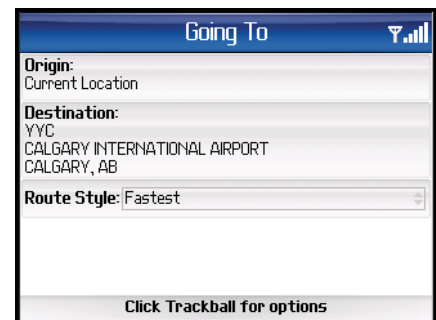 Going To
Origin:
Current Location
Destination:
YYC
CALGARY INTERNATIONAL AIRPORT
CALGARY, AB
Route Style: Fastest
Click Trackball for options